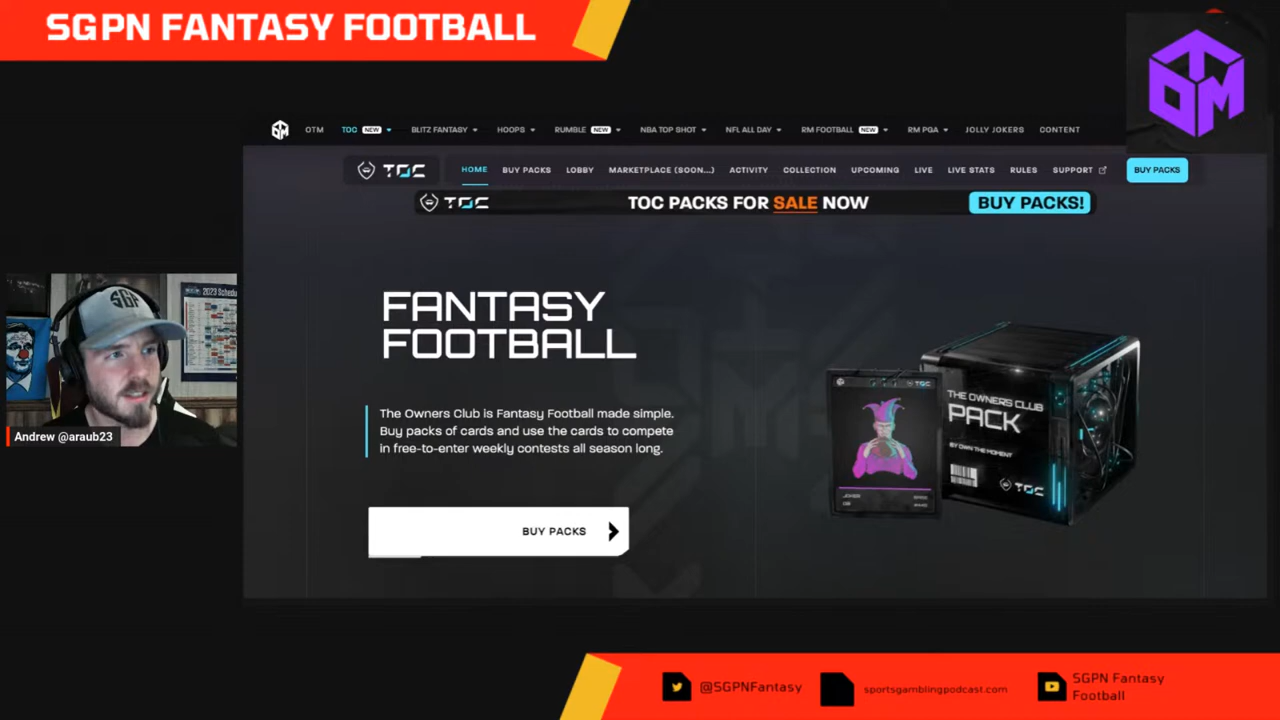 SGPN FANTASY FOOTBALL
OTM
OTM TOC NEW BLITZ FANTASY HOOPS RUMBLE NEW NBA TOP SHOT NFL ALL DAY RM FOOTBALL NEW RM PGA JOLLY JOKERS CONTENT
TOC HOME BUY PACKS LOBBY MARKETPLACE (SOON...) ACTIVITY COLLECTION UPCOMING LIVE LIVE STATS RULES SUPPORT BUY PACKS
TOC TOC PACKS FOR SALE NOW BUY PACKS!
FANTASY
FOOTBALL
The Owners Club is Fantasy Football made simple.
Buy packs of cards and use the cards to compete
in free-to-enter weekly contests all season long.
BUY PACKS
TOC
JOKER
QB
THE OWNERS CLUB
PACK
BY OWN THE MOMENT
TOC
SGP
2023 Schedule
Andrew @araub23
@SGPNFantasy
sportsgamblingpodcast.com
SGPN Fantasy
Football